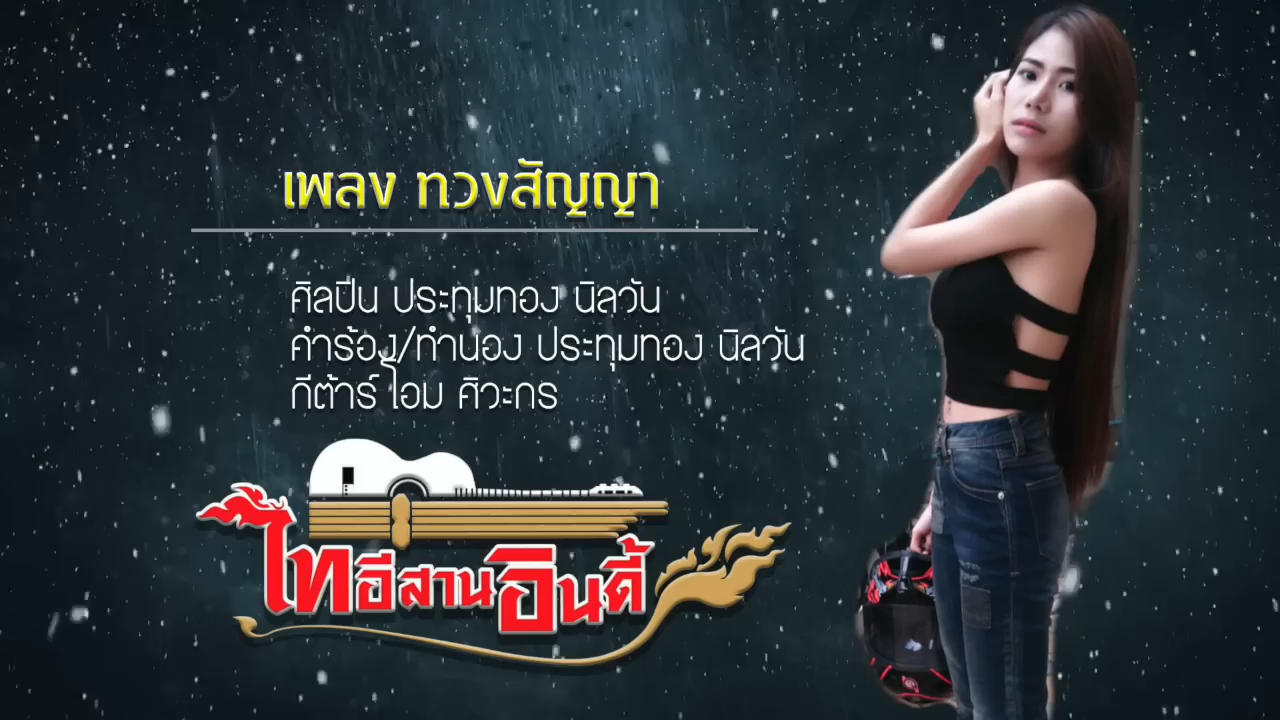 เพลง ทวงสัญญา
ศิลปิน ประทุมทอง นิลวัน
คำร้อง/ทำนอง ประทุมทอง นิลวัน
กีต้าร์ โอม ศิวะกร
ไทอีสานอินดี้